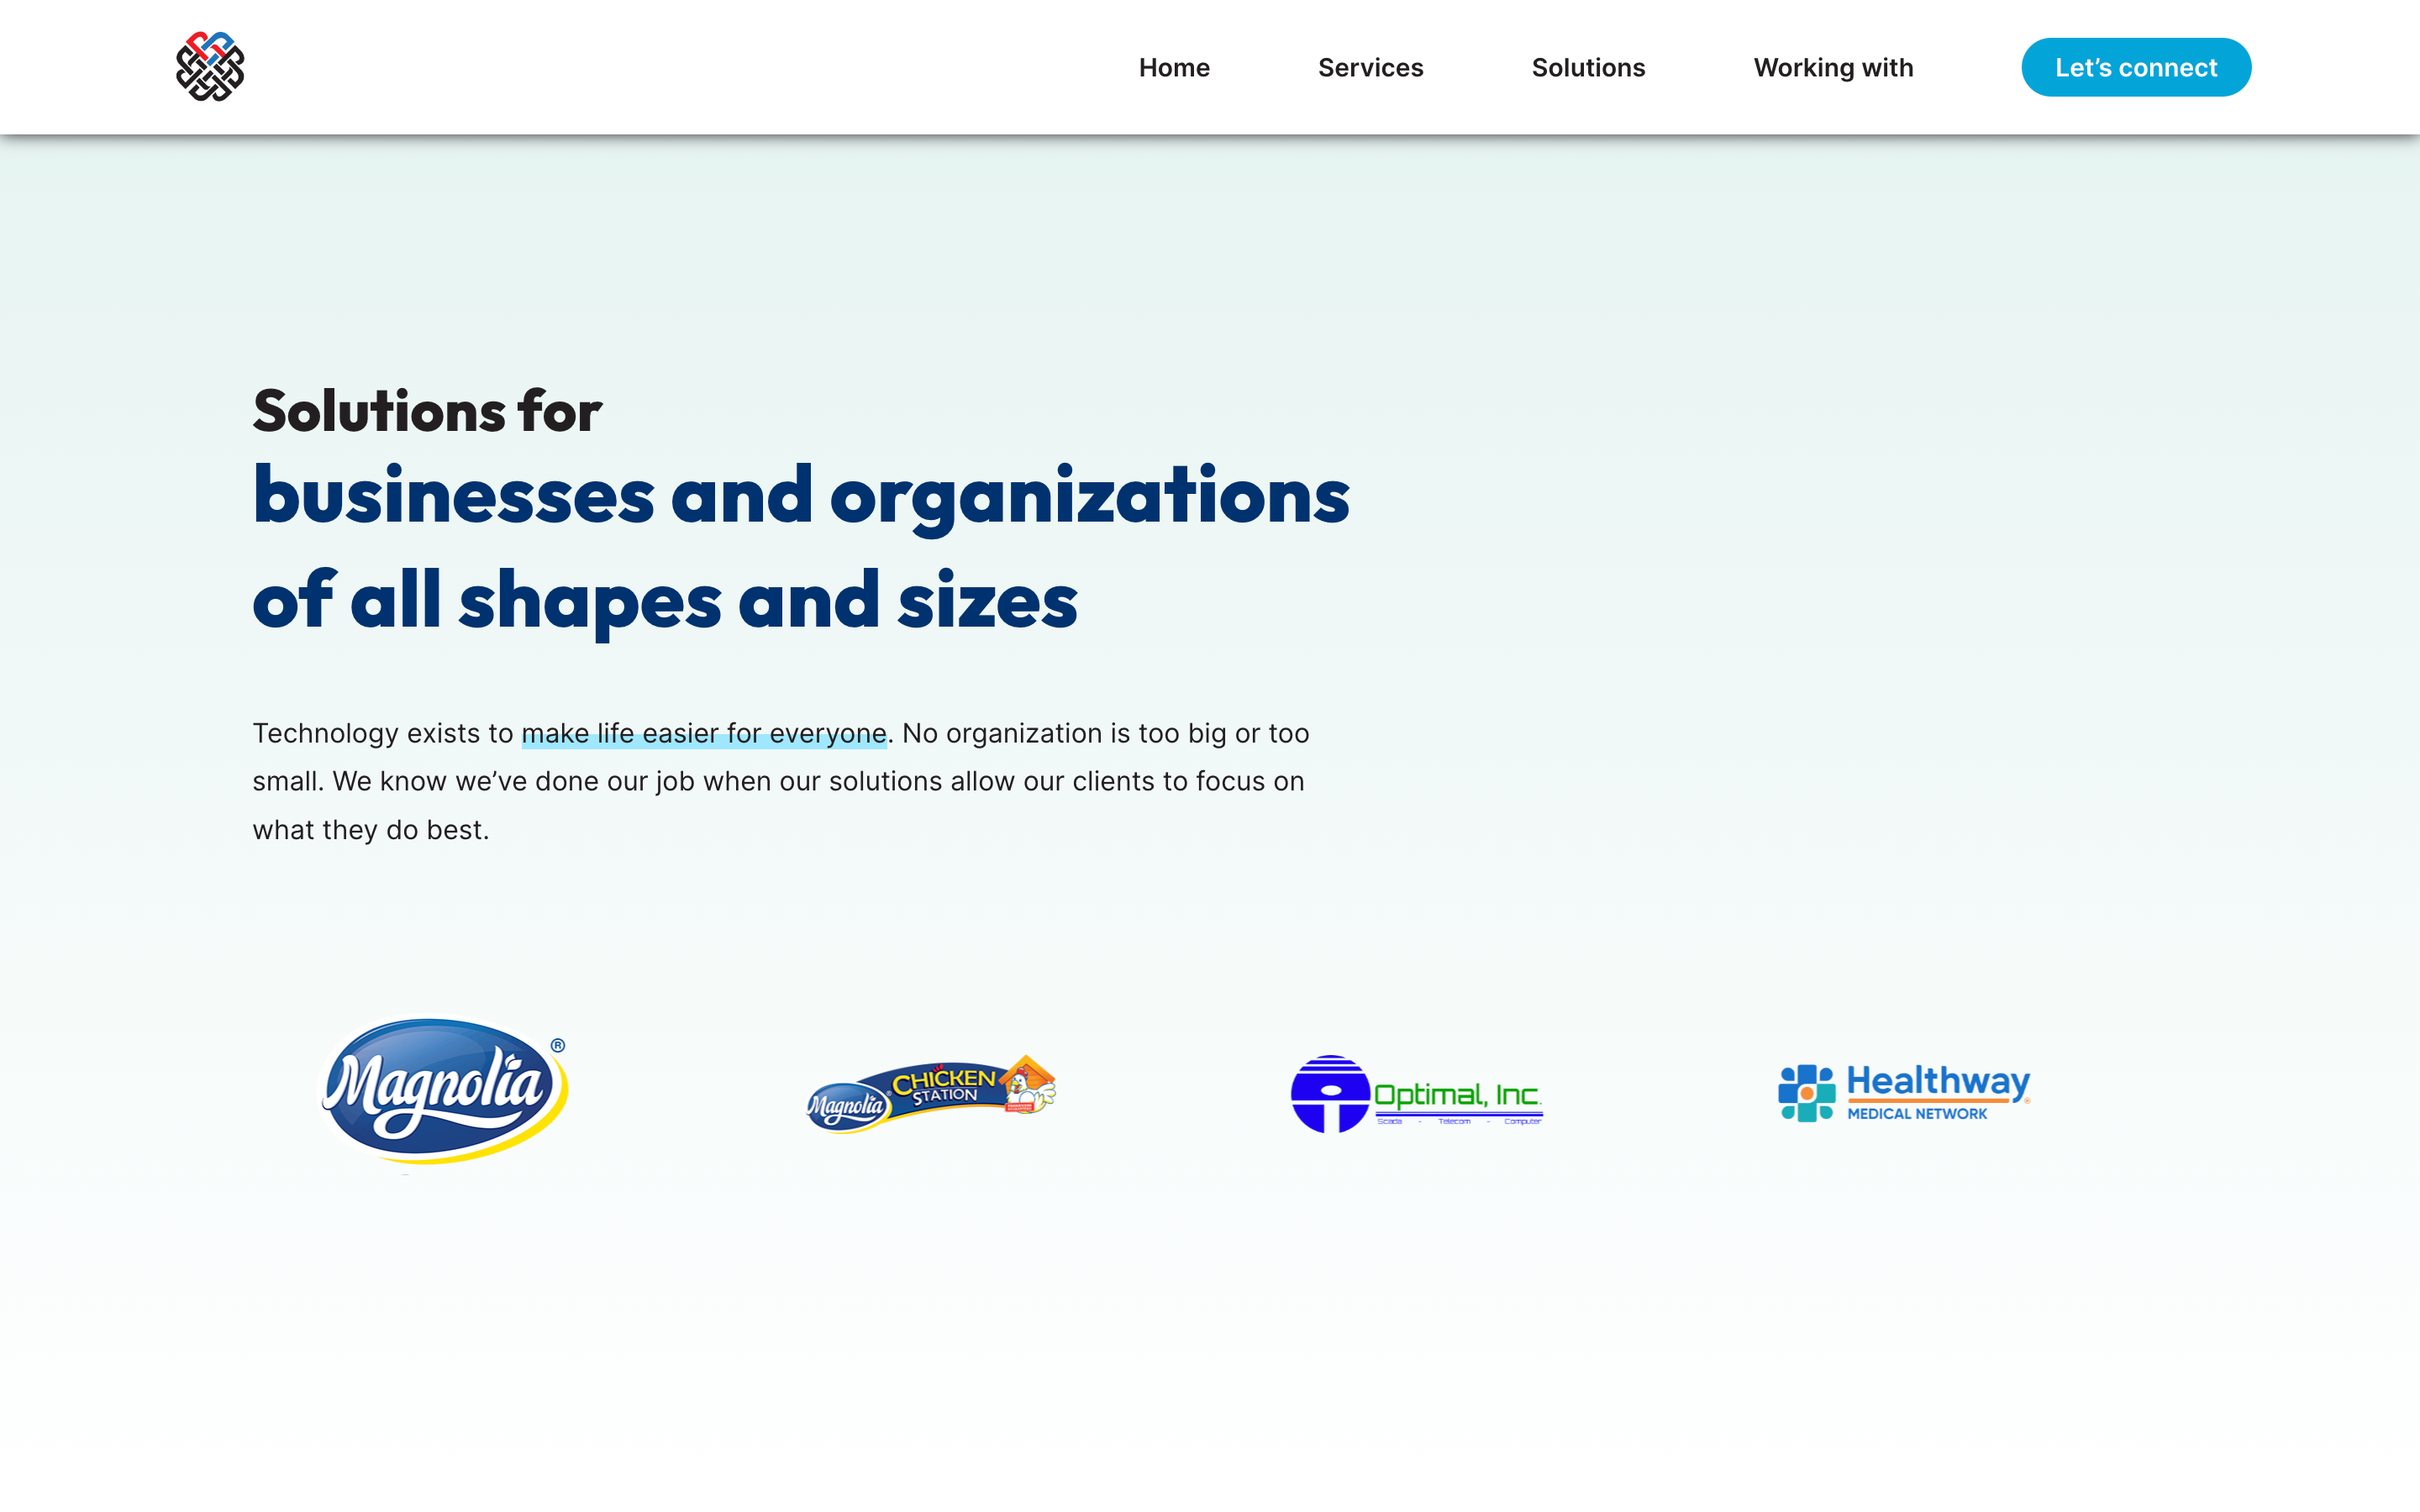 Home Services Solutions Working with Let’s connect
Solutions for
businesses and organizations
of all shapes and sizes
Technology exists to make life easier for everyone. No organization is too big or too
small. We know we’ve done our job when our solutions allow our clients to focus on
what they do best.
Magnolia ®
Magnolia CHICKEN STATION
Optimal, Inc.
Scada - Telecom - Computer
Healthway ®
MEDICAL NETWORK